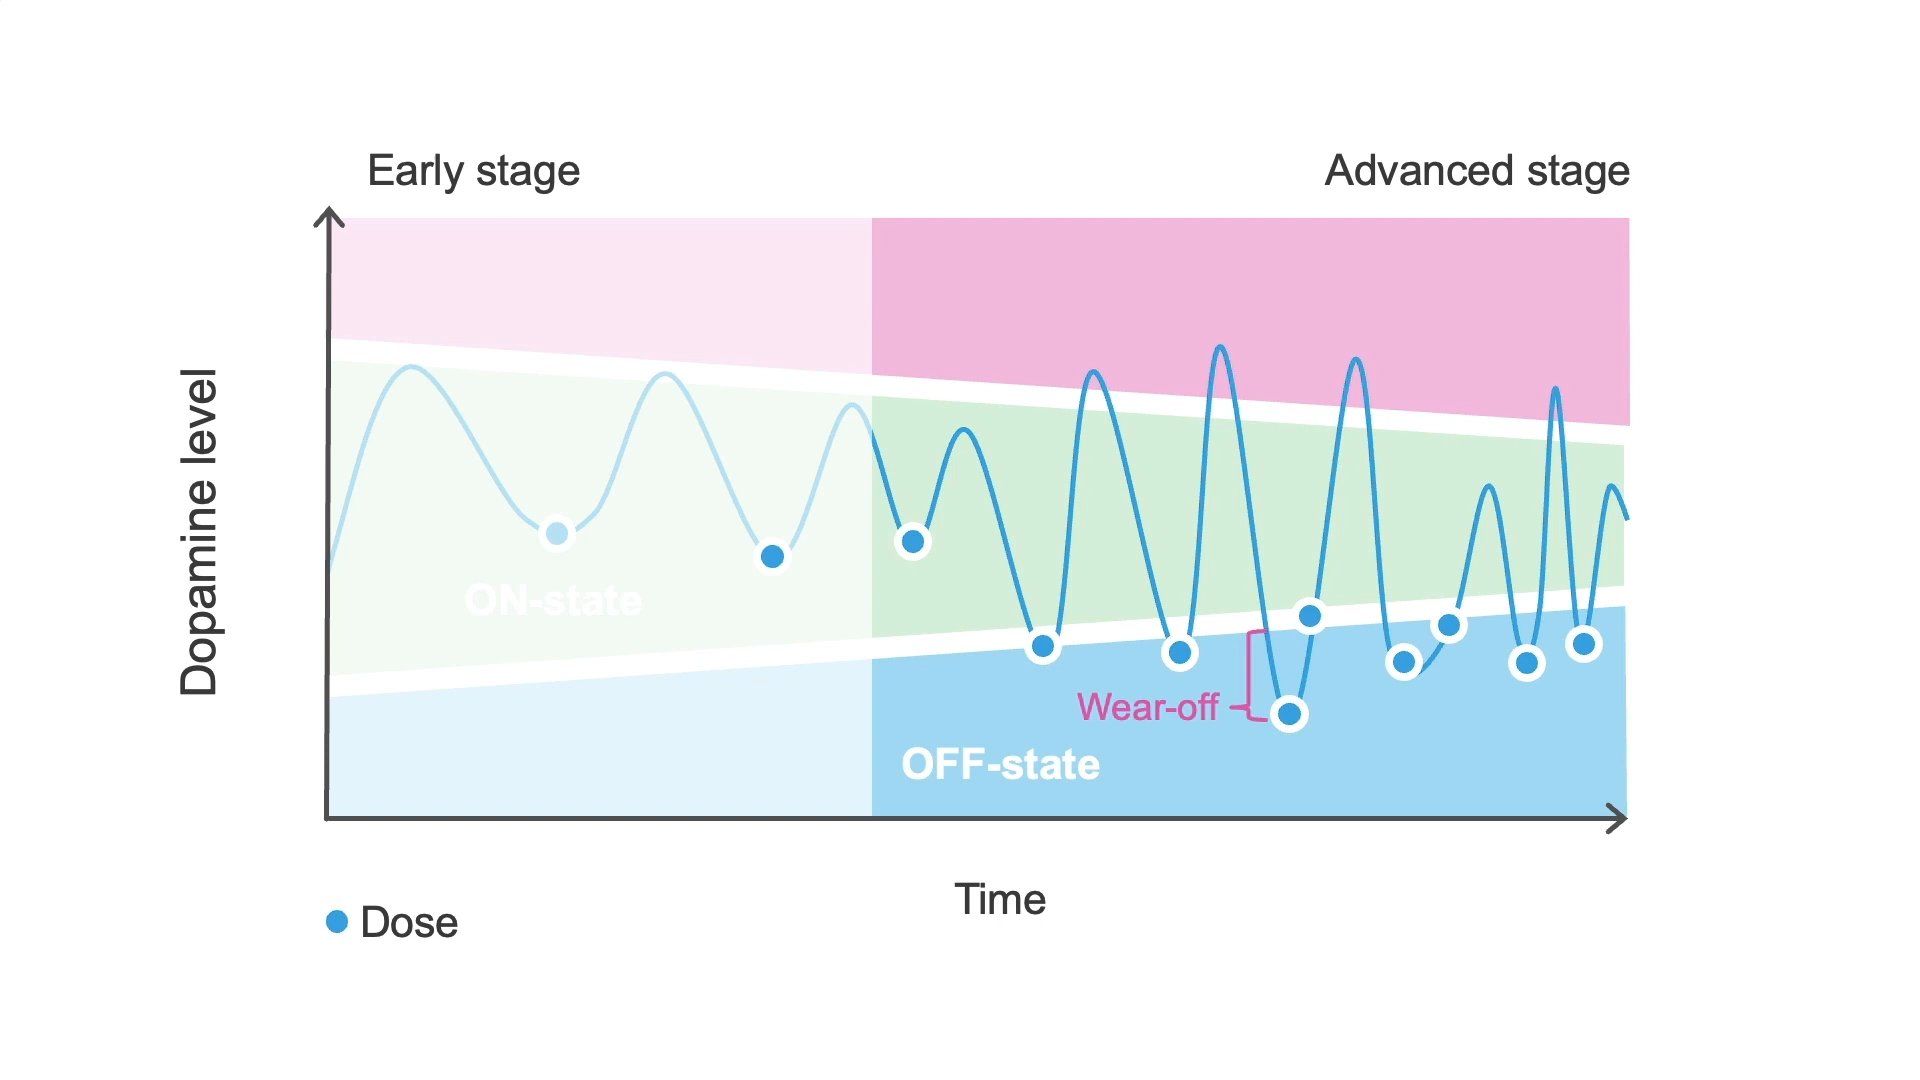 Early stage
Advanced stage
Dopamine level
ON-state
Wear-off
OFF-state
Time
Dose